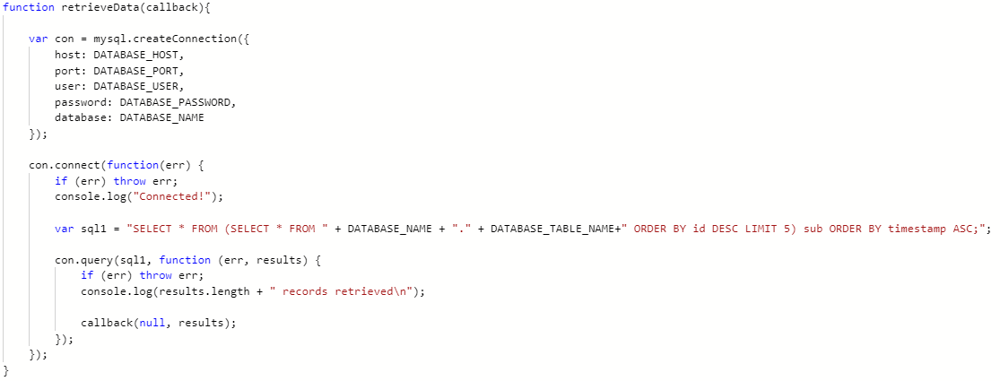 function retrieveData(callback){
var con = mysql.createConnection({
host: DATABASE_HOST,
port: DATABASE_PORT,
user: DATABASE_USER,
password: DATABASE_PASSWORD,
database: DATABASE_NAME
});
con.connect(function(err) {
if (err) throw err;
console.log("Connected!");
var sql1 = "SELECT * FROM (SELECT * FROM " + DATABASE_NAME + "." + DATABASE_TABLE_NAME+" ORDER BY id DESC LIMIT 5) sub ORDER BY timestamp ASC;";
con.query(sql1, function (err, results) {
if (err) throw err;
console.log(results.length + " records retrieved\n");
callback(null, results);
});
});
}